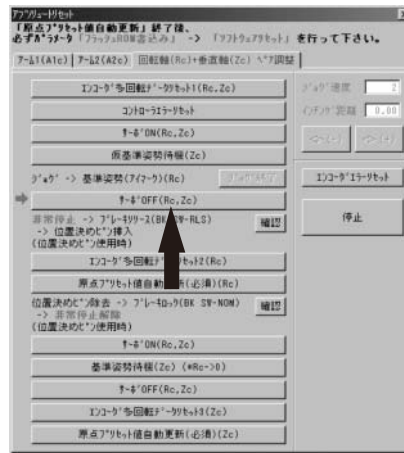 アブソリュートリセット
「原点プリセット値自動更新」終了後、
必ずパラメータ「フラッシュROM書込み」 -> 「ソフトウェアリセット」 を行って下さい。
アーム1(A1c) アーム2(A2c) 回転軸(Rc)+垂直軸(Zc) ペア調整
エンコーダ多回転データリセット1(Rc,Zc)
コントローラエラーリセット
サーボON(Rc,Zc)
仮基準姿勢待機(Zc)
ジョグ -> 基準姿勢(アイマーク)(Rc)
サーボOFF(Rc,Zc)
非常停止 -> ブレーキリリース(BK SW-RLS)
-> 位置決めピン挿入
(位置決めピン使用時)
確認
エンコーダ多回転データリセット2(Rc)
原点プリセット値自動更新(必須)(Rc)
位置決めピン除去 -> ブレーキロック(BK SW-NOM)
-> 非常停止解除
(位置決めピン使用時)
確認
サーボON(Rc,Zc)
基準姿勢待機(Zc) (*Rc->0)
サーボOFF(Rc,Zc)
エンコーダ多回転データリセット3(Zc)
原点プリセット値自動更新(必須)(Zc)
ジョグ速度 2
インチング距離 0.00
エンコーダエラーリセット
停止